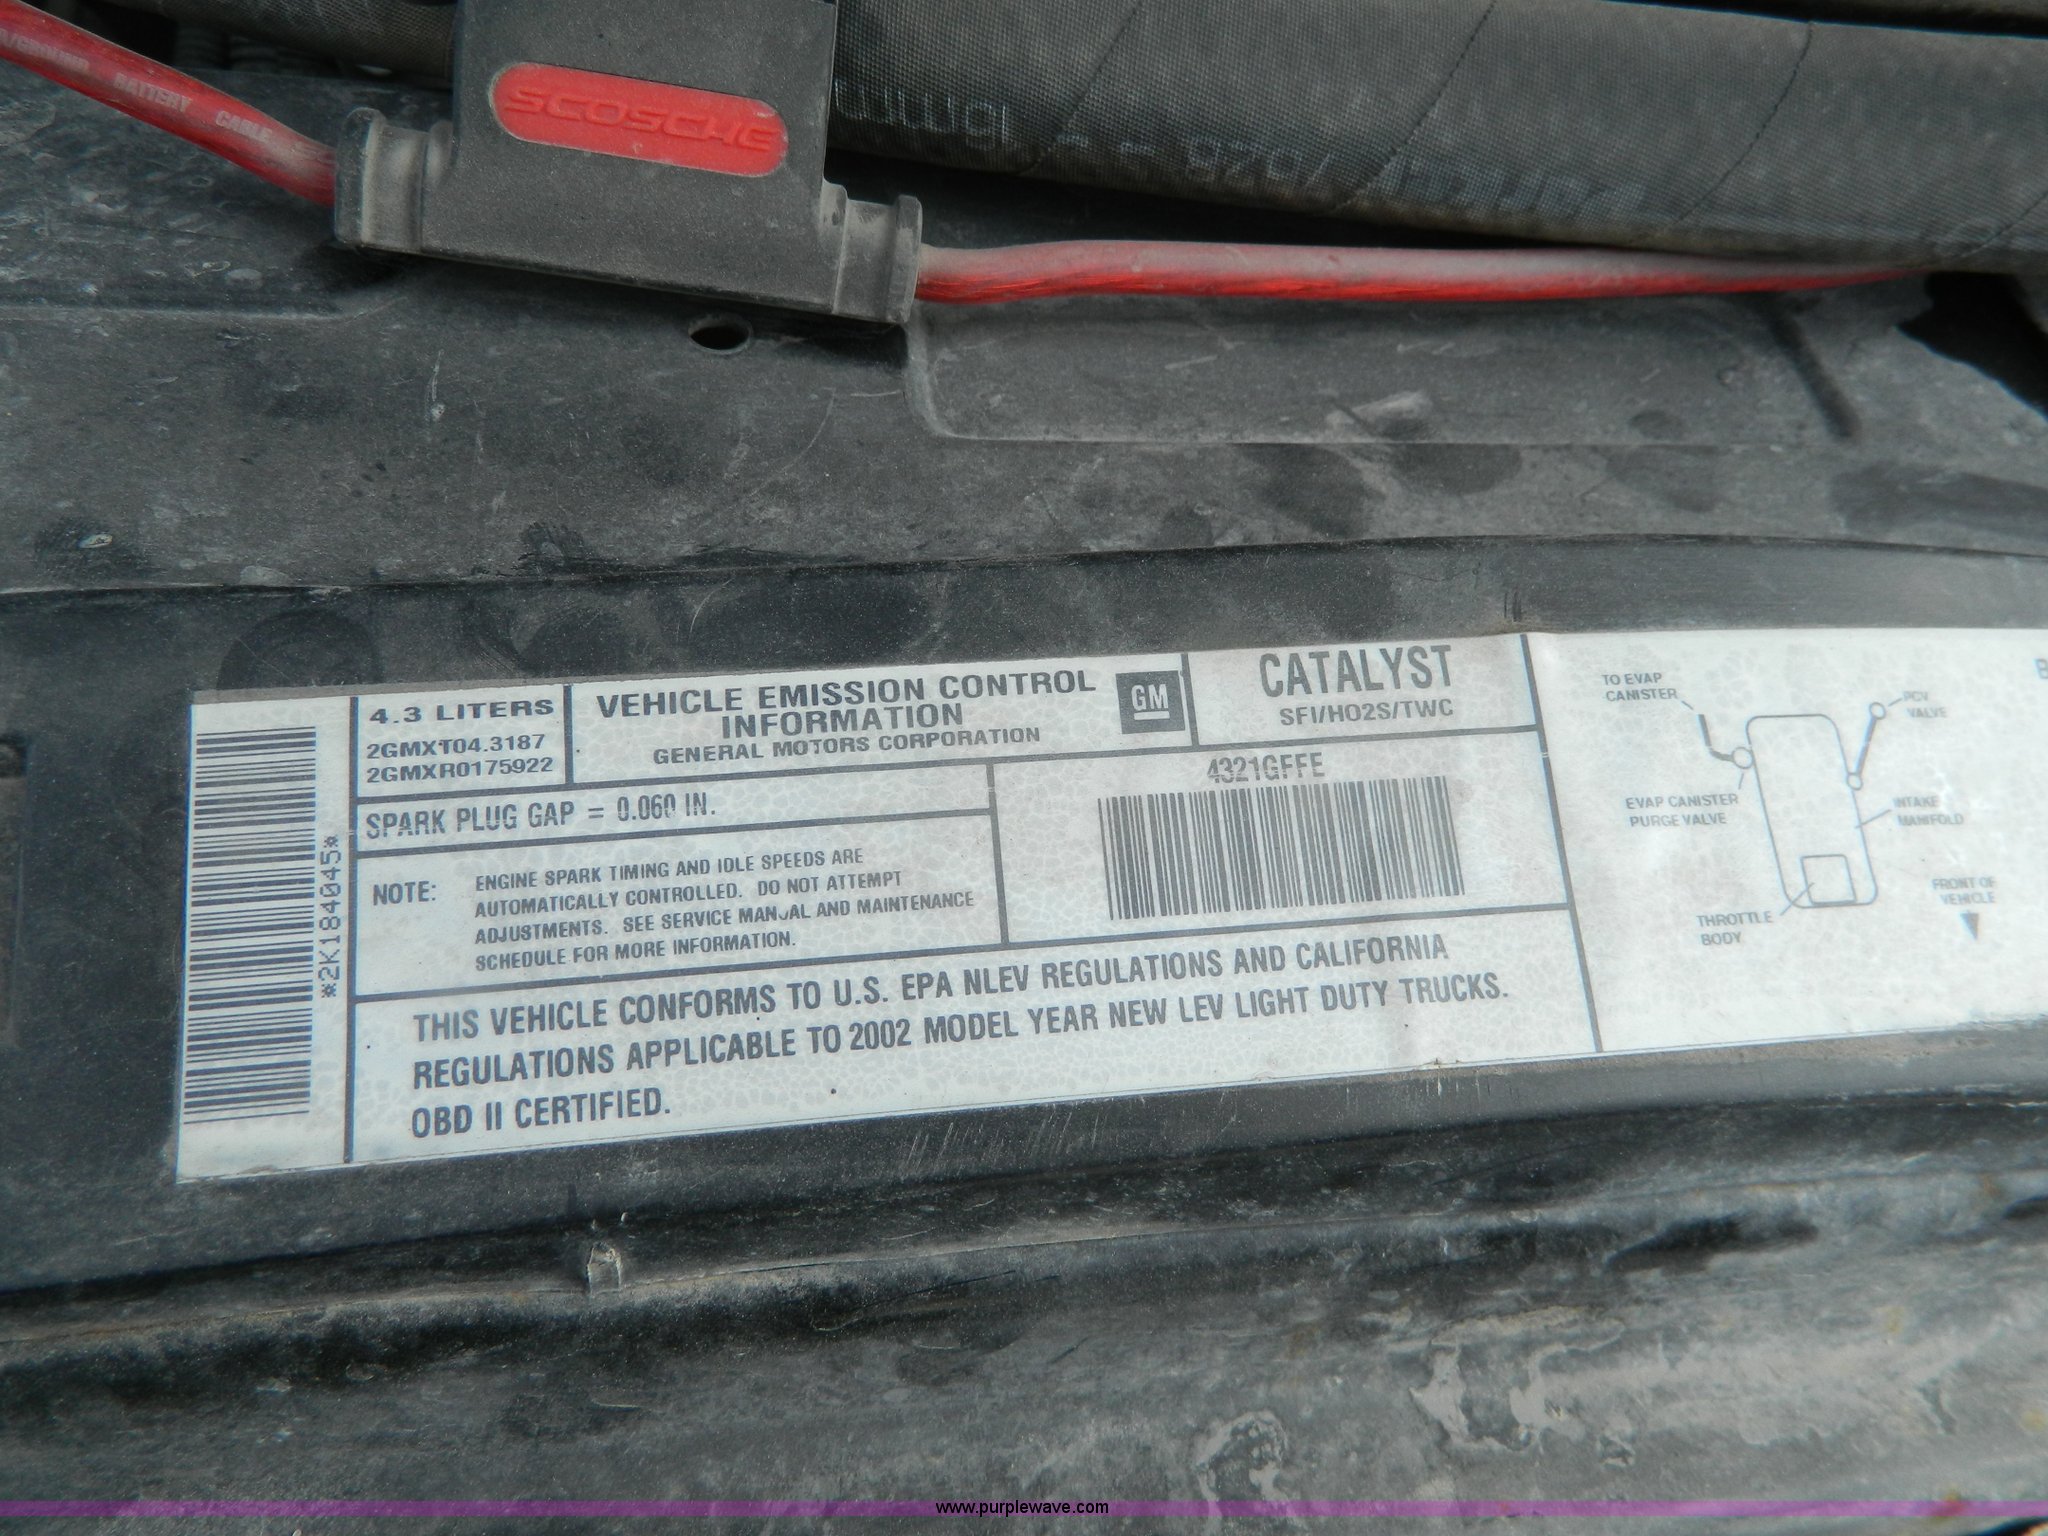 BATTERY CABLE
SCOSCHE
4.3 LITERS
2GMXT04.3187
2GMXR0175922
VEHICLE EMISSION CONTROL
INFORMATION
GENERAL MOTORS CORPORATION
GM
CATALYST
SFI/HO2S/TWC
SPARK PLUG GAP = 0.060 IN.
NOTE:
ENGINE SPARK TIMING AND IDLE SPEEDS ARE
AUTOMATICALLY CONTROLLED. DO NOT ATTEMPT
ADJUSTMENTS. SEE SERVICE MANUAL AND MAINTENANCE
SCHEDULE FOR MORE INFORMATION.
4321GFFE
*2K184045*
THIS VEHICLE CONFORMS TO U.S. EPA NLEV REGULATIONS AND CALIFORNIA
REGULATIONS APPLICABLE TO 2002 MODEL YEAR NEW LEV LIGHT DUTY TRUCKS.
OBD II CERTIFIED.
TO EVAP
CANISTER
PCV
VALVE
EVAP CANISTER
PURGE VALVE
INTAKE
MANIFOLD
THROTTLE
BODY
FRONT OF
VEHICLE
www.purplewave.com